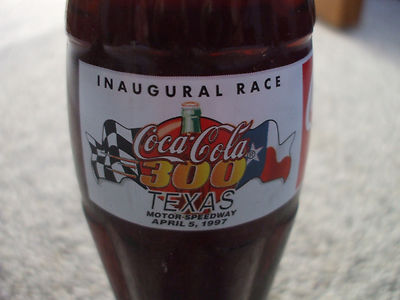 INAUGURAL RACE
Coca-Cola
300
TEXAS
MOTOR SPEEDWAY
APRIL 5, 1997